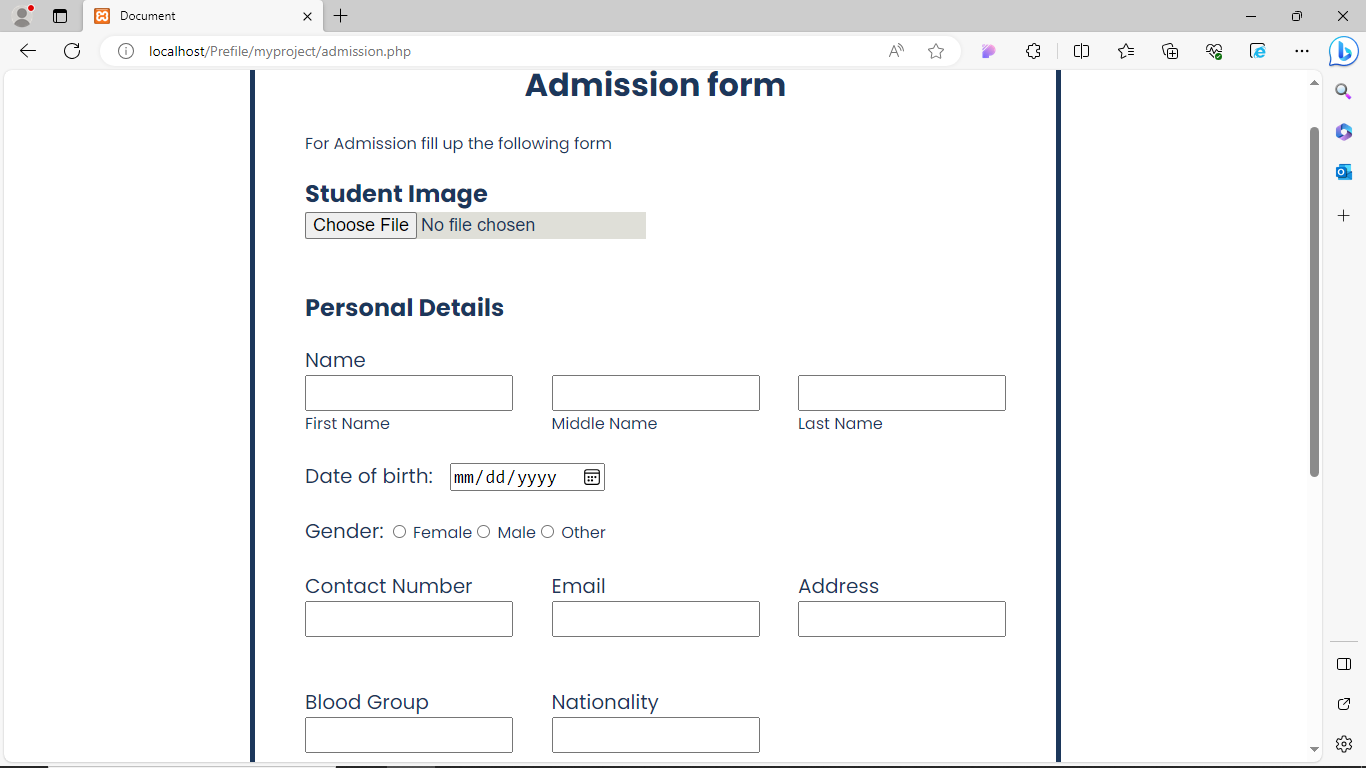 Document
localhost/Prefile/myproject/admission.php
Admission form
For Admission fill up the following form
Student Image
Choose File No file chosen
Personal Details
Name
First Name Middle Name Last Name
Date of birth: mm/dd/yyyy
Gender: Female Male Other
Contact Number Email Address
Blood Group Nationality